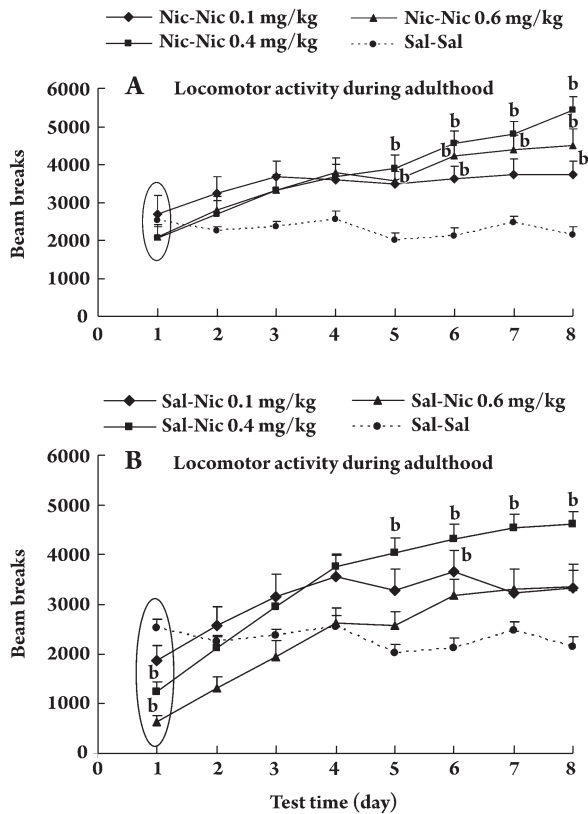 Nic-Nic 0.1 mg/kg
Nic-Nic 0.6 mg/kg
Nic-Nic 0.4 mg/kg
Sal-Sal
A Locomotor activity during adulthood
6000
5000
4000
3000
2000
1000
0
Beam breaks
b
b
b
b
b
b
b
b
b
b
b
0 1 2 3 4 5 6 7 8
Sal-Nic 0.1 mg/kg
Sal-Nic 0.6 mg/kg
Sal-Nic 0.4 mg/kg
Sal-Sal
B Locomotor activity during adulthood
6000
5000
4000
3000
2000
1000
0
Beam breaks
b
b
b
b
b
b
b
0 1 2 3 4 5 6 7 8
Test time (day)